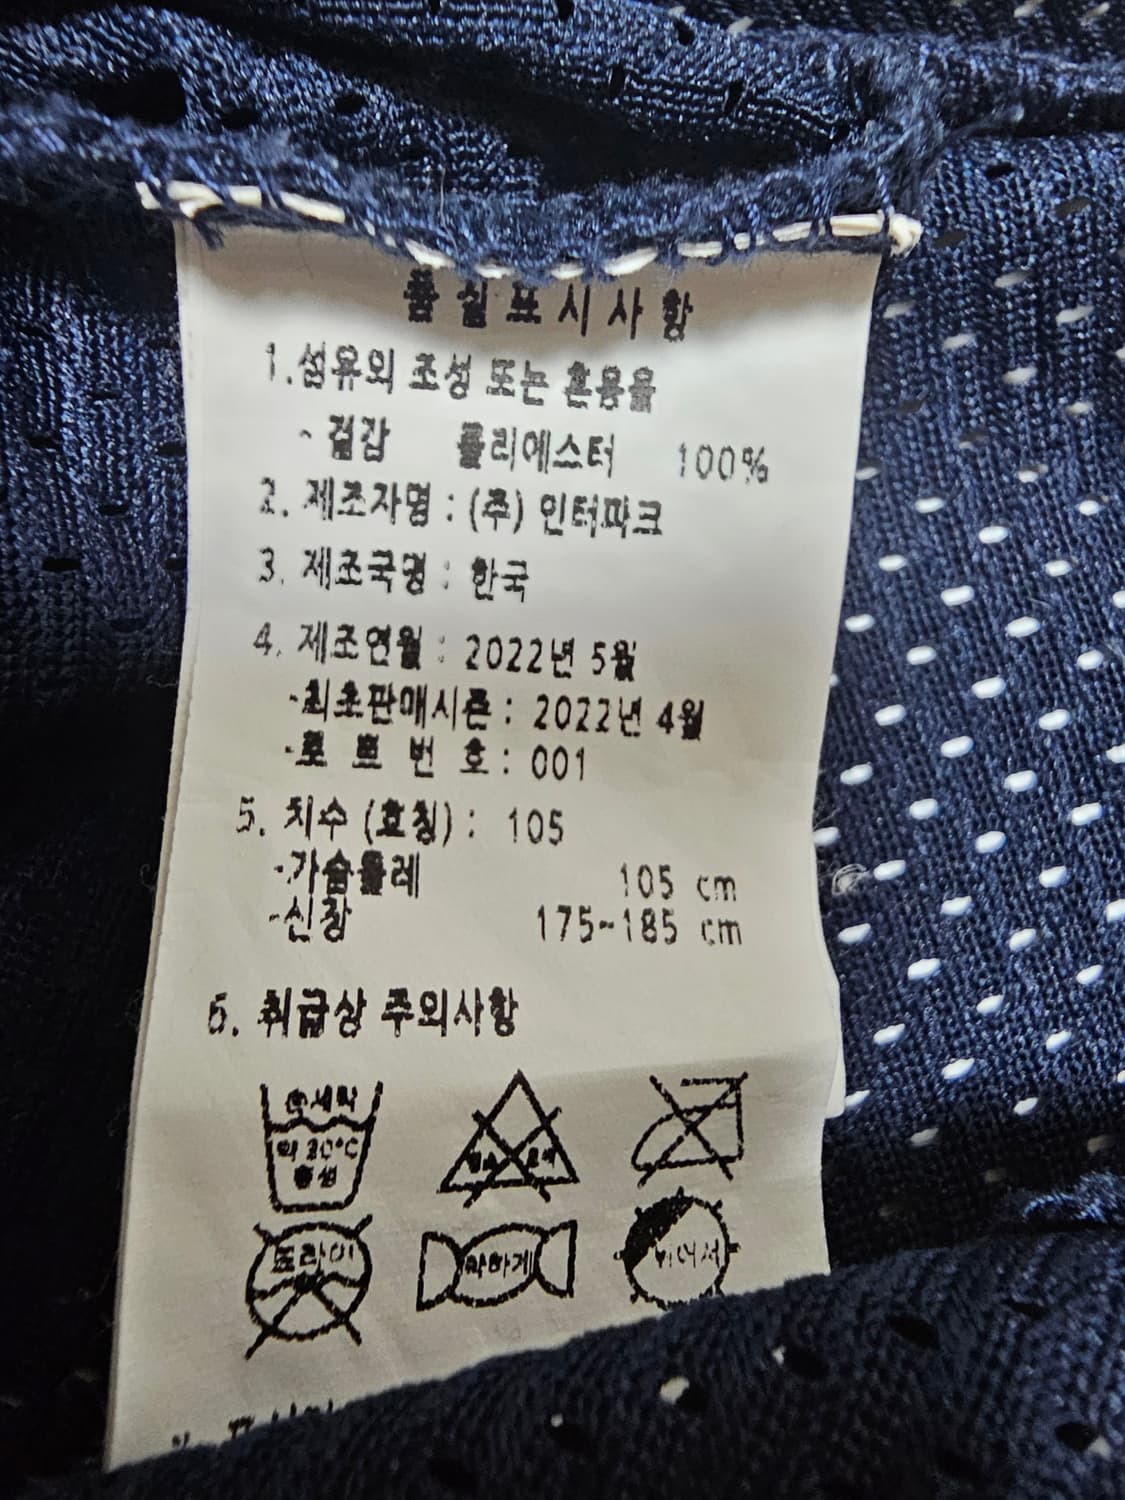 품질표시사항
1.섬유의 조성 또는 혼용율
- 겉감 폴리에스터 100%
2. 제조자명 : (주) 인터파크
3. 제조국명 : 한국
4. 제조연월 : 2022년 5월
-최초판매시즌 : 2022년 4월
-로트번호 : 001
5. 치수 (호칭) : 105
-가슴둘레 105 cm
-신장 175~185 cm
6. 취급상 주의사항
손세탁
약 30℃
중성
드라이
약하게
뉘어서